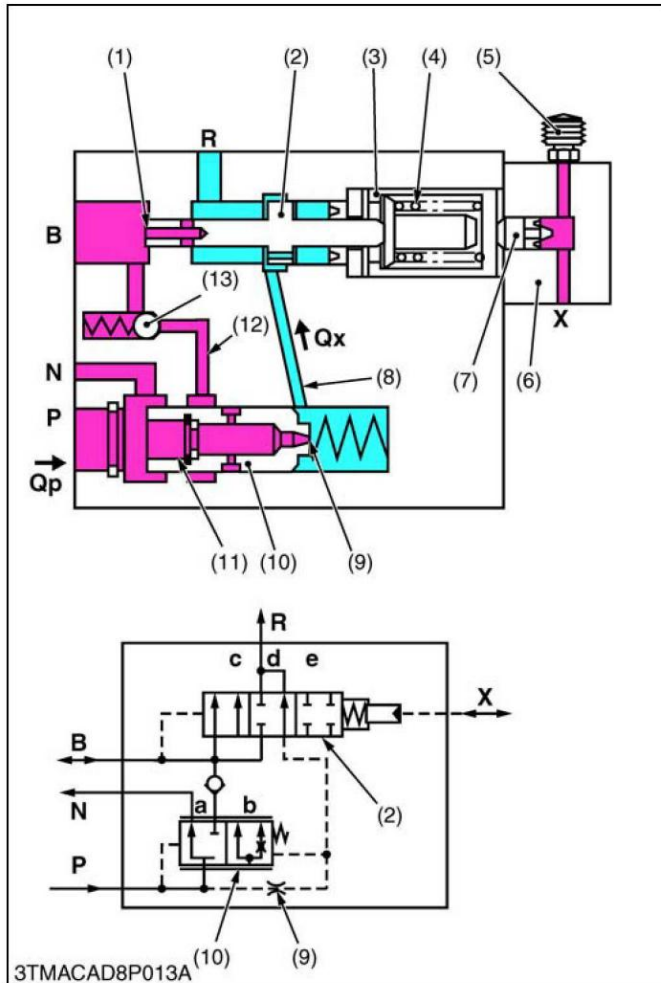 (1) (2) (3) (4) (5)
R
B
(13)
(12)
Qx
X
N
(8) (7) (6)
P
Qp
(11) (10) (9)
R
c d e
X
B
(2)
N
a b
P
(10) (9)
3TMACAD8P013A